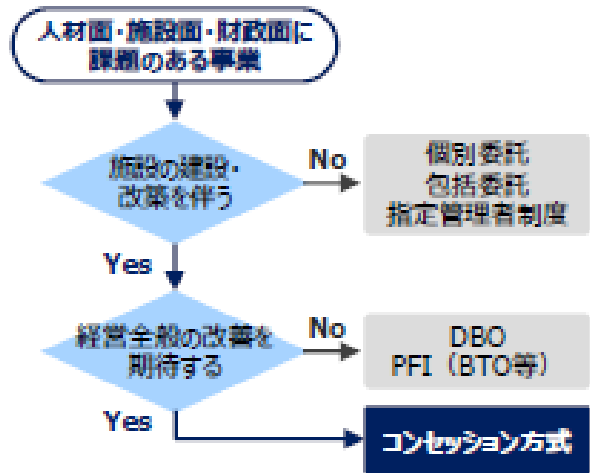 人材面・施設面・財政面に
課題のある事業
施設の建設・
改築を伴う
No
個別委託
包括委託
指定管理者制度
Yes
経営全般の改善を
期待する
No
DBO
PFI（BTO等）
Yes
コンセッション方式